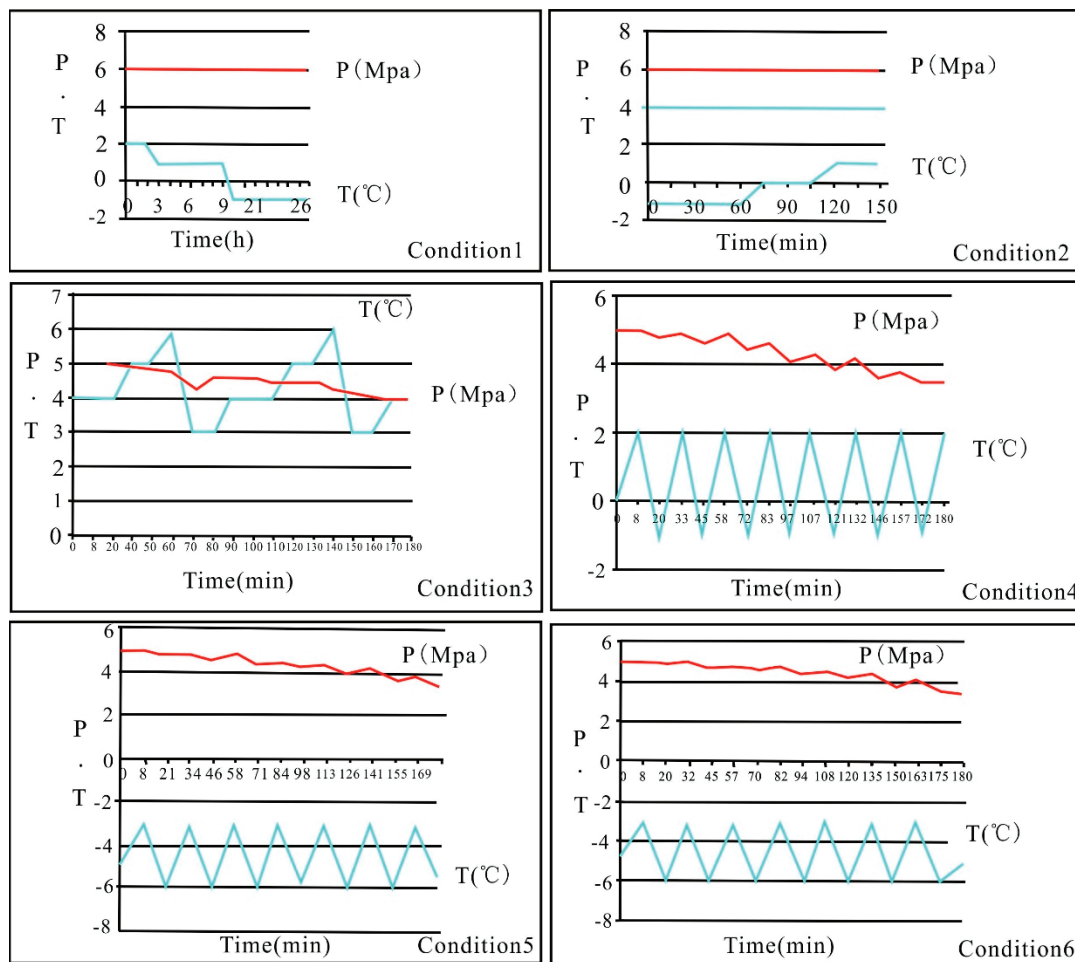 8
6
4
2
0
-2
P
.
T
P(Mpa)
T(℃)
0 3 6 9 21 26
Time(h)
Condition1
8
6
4
2
0
-2
P
.
T
P(Mpa)
T(℃)
0 30 60 90 120 150
Time(min)
Condition2
7
6
5
4
3
2
1
0
P
.
T
T(℃)
P(Mpa)
0 8 20 40 50 60 70 80 90 100 110 120 130 140 150 160 170 180
Time(min)
Condition3
6
4
2
0
-2
P
.
T
P(Mpa)
T(℃)
0 8 20 33 45 58 72 83 97 107 121 132 146 157 172 180
Time(min)
Condition4
6
4
2
0
-2
-4
-6
-8
P
.
T
P(Mpa)
0 8 21 34 46 58 71 84 98 113 126 141 155 169
T(℃)
Time(min)
Condition5
6
4
2
0
-2
-4
-6
-8
P
.
T
P(Mpa)
0 8 20 32 45 57 70 82 94 108 120 135 150 163 175 180
T(℃)
Time(min)
Condition6